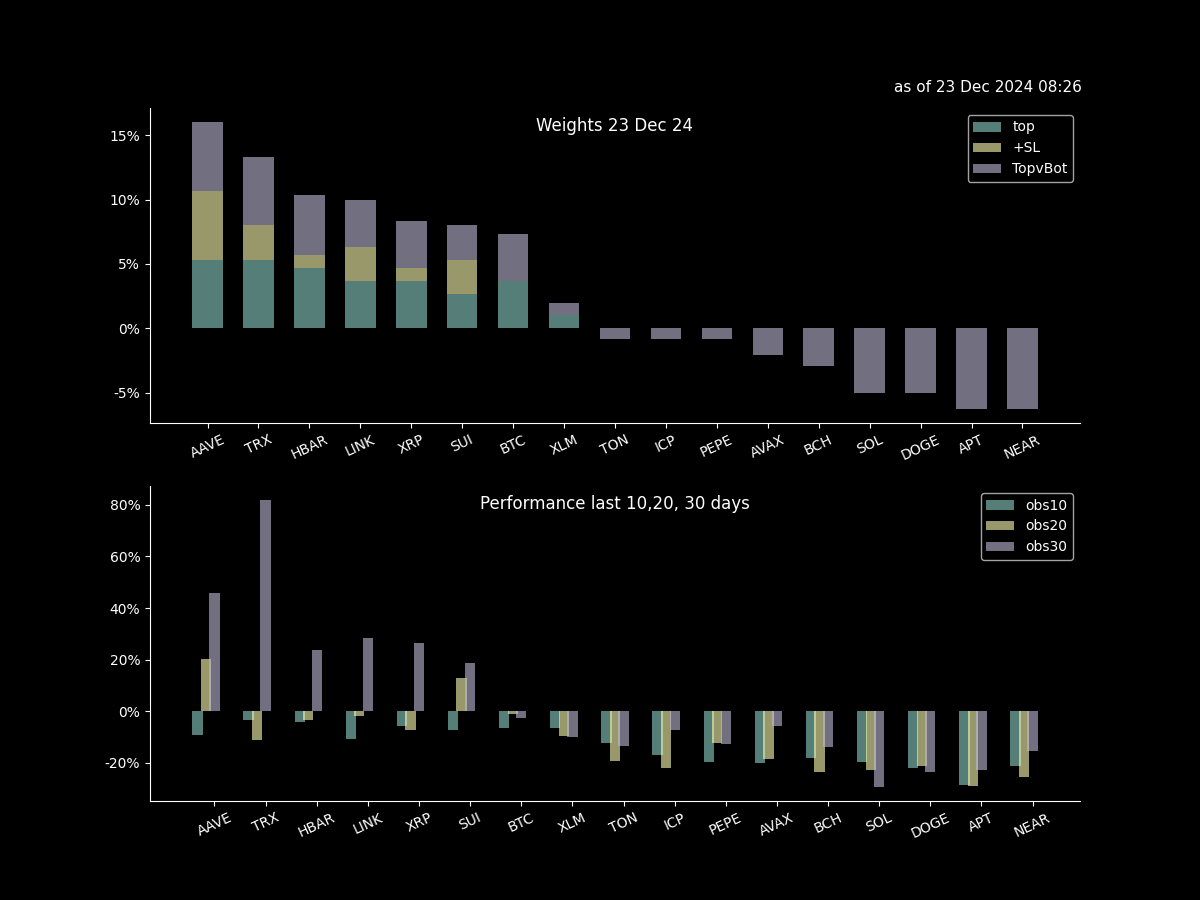 as of 23 Dec 2024 08:26
Weights 23 Dec 24
top
+SL
TopvBot
15%
10%
5%
0%
-5%
AAVE TRX HBAR LINK XRP SUI BTC XLM TON ICP PEPE AVAX BCH SOL DOGE APT NEAR
Performance last 10,20, 30 days
obs10
obs20
obs30
80%
60%
40%
20%
0%
-20%
AAVE TRX HBAR LINK XRP SUI BTC XLM TON ICP PEPE AVAX BCH SOL DOGE APT NEAR